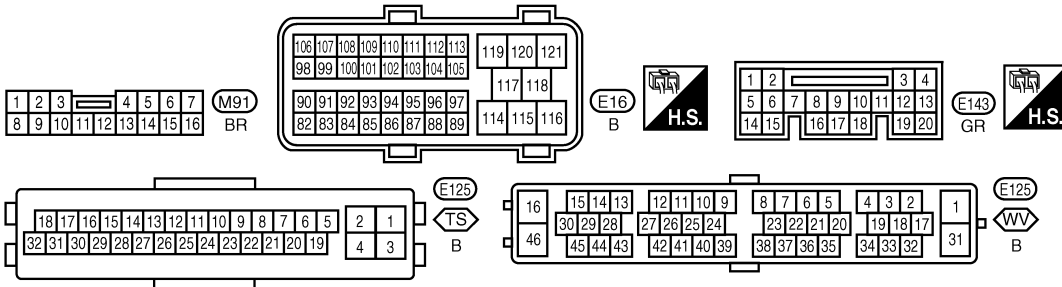 1 2 3 4 5 6 7
8 9 10 11 12 13 14 15 16
M91
BR
106 107 108 109 110 111 112 113
98 99 100 101 102 103 104 105
90 91 92 93 94 95 96 97
82 83 84 85 86 87 88 89
119 120 121
117 118
114 115 116
E16
B
H.S.
1 2 3 4
5 6 7 8 9 10 11 12 13
14 15 16 17 18 19 20
E143
GR
H.S.
18 17 16 15 14 13 12 11 10 9 8 7 6 5
32 31 30 29 28 27 26 25 24 23 22 21 20 19
2 1
4 3
E125
TS
B
16 15 14 13 12 11 10 9 8 7 6 5 4 3 2 1
30 29 28 27 26 25 24 23 22 21 20 19 18 17
46 45 44 43 42 41 40 39 38 37 36 35 34 33 32 31
E125
WV
B